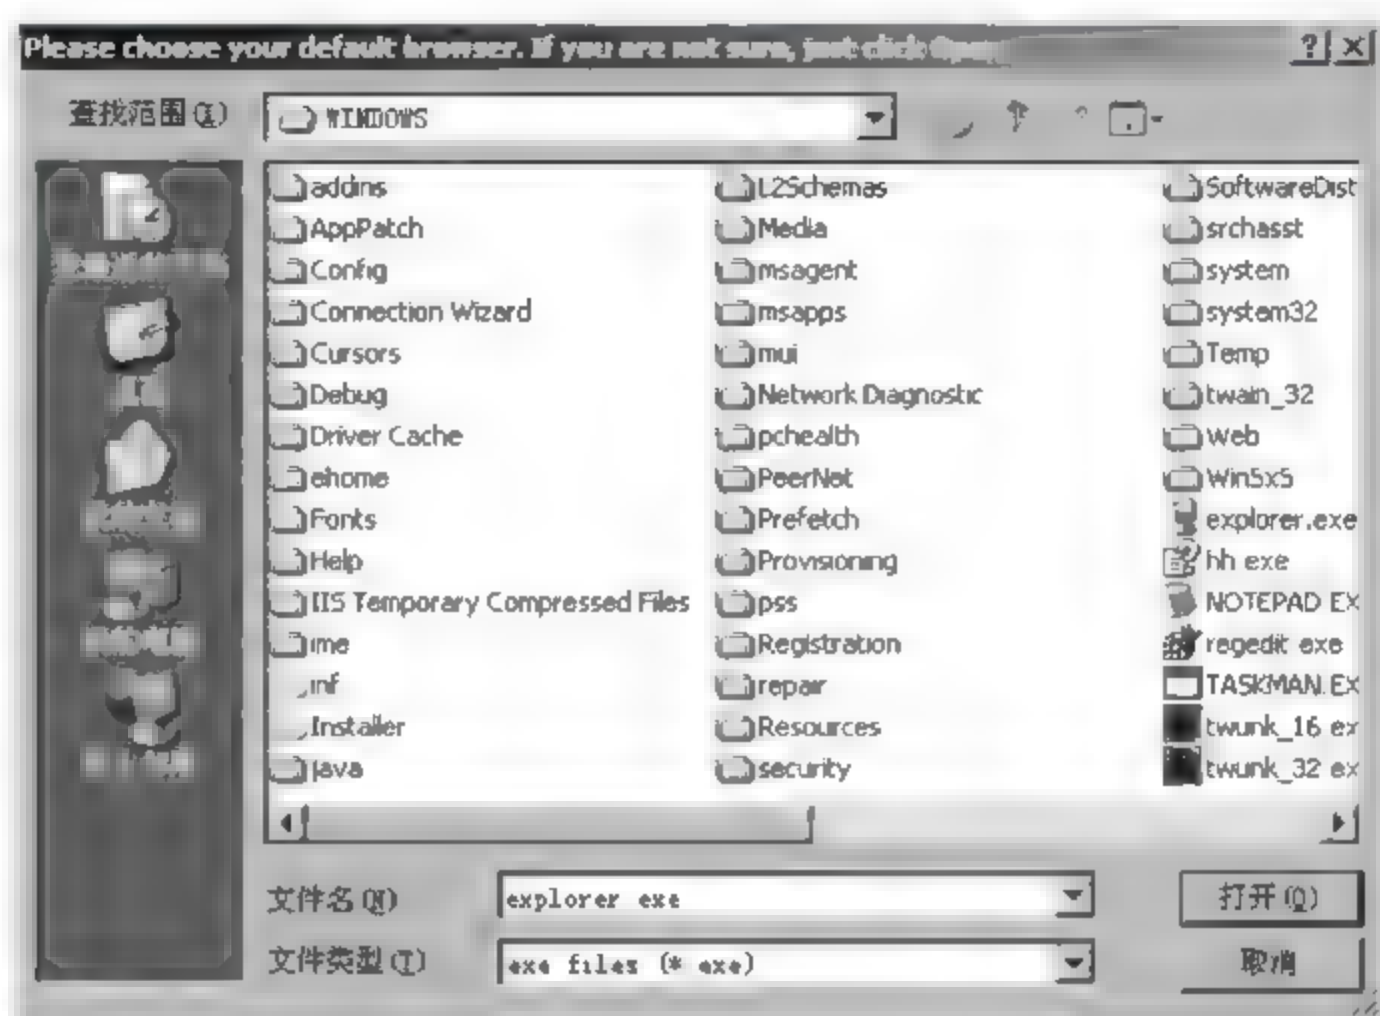 Please choose your default browser. If you are not sure, just click Open
查找范围(I)
WINDOWS
addins
AppPatch
Config
Connection Wizard
Cursors
Debug
Driver Cache
ehome
Fonts
Help
IIS Temporary Compressed Files
ime
inf
Installer
java
L2Schemas
Media
msagent
msapps
mui
Network Diagnostic
pchealth
PeerNet
Prefetch
Provisioning
pss
Registration
repair
Resources
security
SoftwareDist
srchasst
system
system32
Temp
twain_32
Web
WinSxS
explorer.exe
hh exe
NOTEPAD EX
regedit exe
TASKMAN.EX
twunk_16 ex
twunk_32 ex
文件名(N)
explorer exe
打开(O)
文件类型(T)
exe files (* exe)
取消